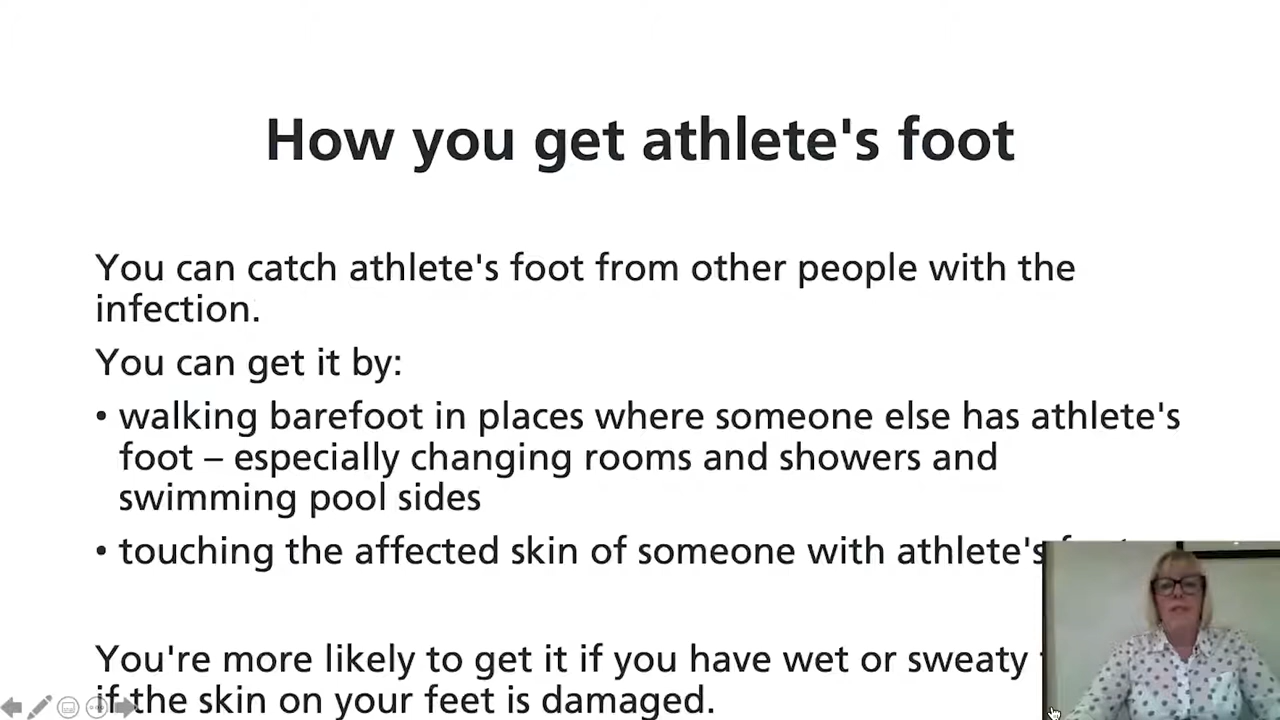 How you get athlete's foot
You can catch athlete's foot from other people with the
infection.
You can get it by:
• walking barefoot in places where someone else has athlete's
foot – especially changing rooms and showers and
swimming pool sides
• touching the affected skin of someone with athlete's
You're more likely to get it if you have wet or sweaty
if the skin on your feet is damaged.